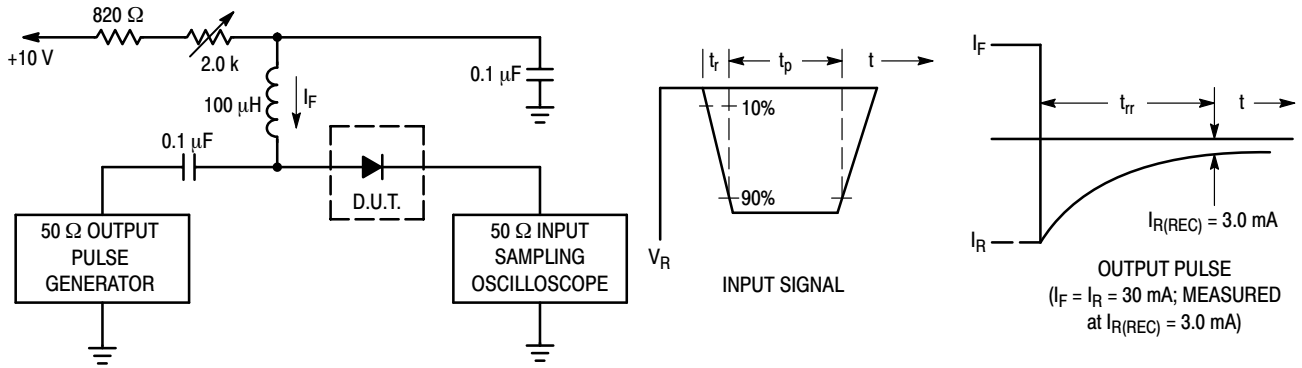 820 Ω
+10 V
2.0 k
0.1 μF
100 μH
I_F
0.1 μF
D.U.T.
50 Ω OUTPUT
PULSE
GENERATOR
50 Ω INPUT
SAMPLING
OSCILLOSCOPE
t_r
t_p
t
10%
90%
V_R
INPUT SIGNAL
I_F
t_rr
t
I_R
I_R(REC) = 3.0 mA
OUTPUT PULSE
(I_F = I_R = 30 mA; MEASURED
at I_R(REC) = 3.0 mA)